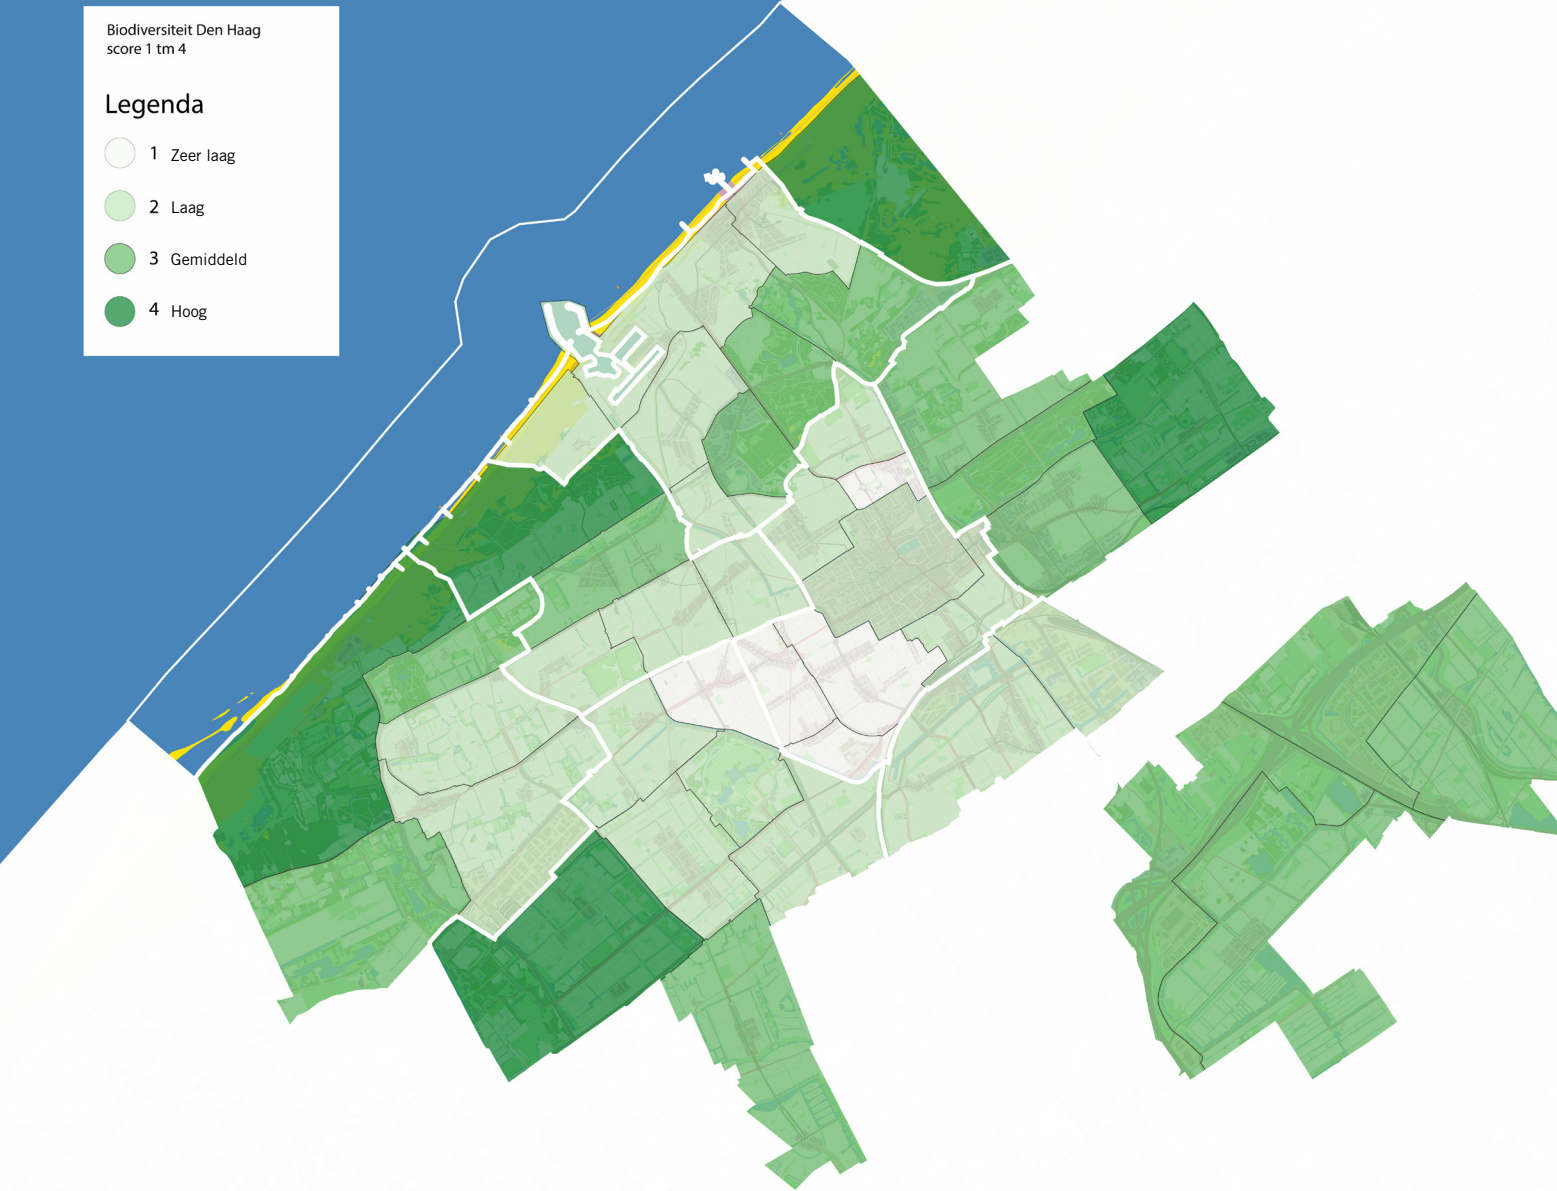 Biodiversiteit Den Haag
score 1 tm 4
Legenda
1 Zeer laag
2 Laag
3 Gemiddeld
4 Hoog